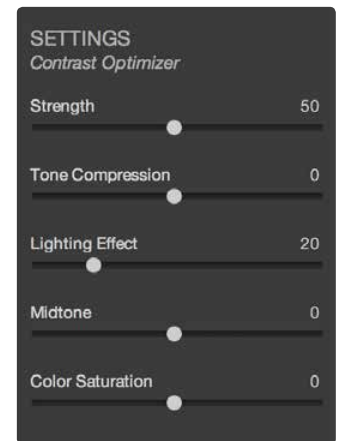 SETTINGS
Contrast Optimizer
Strength 50
Tone Compression 0
Lighting Effect 20
Midtone 0
Color Saturation 0